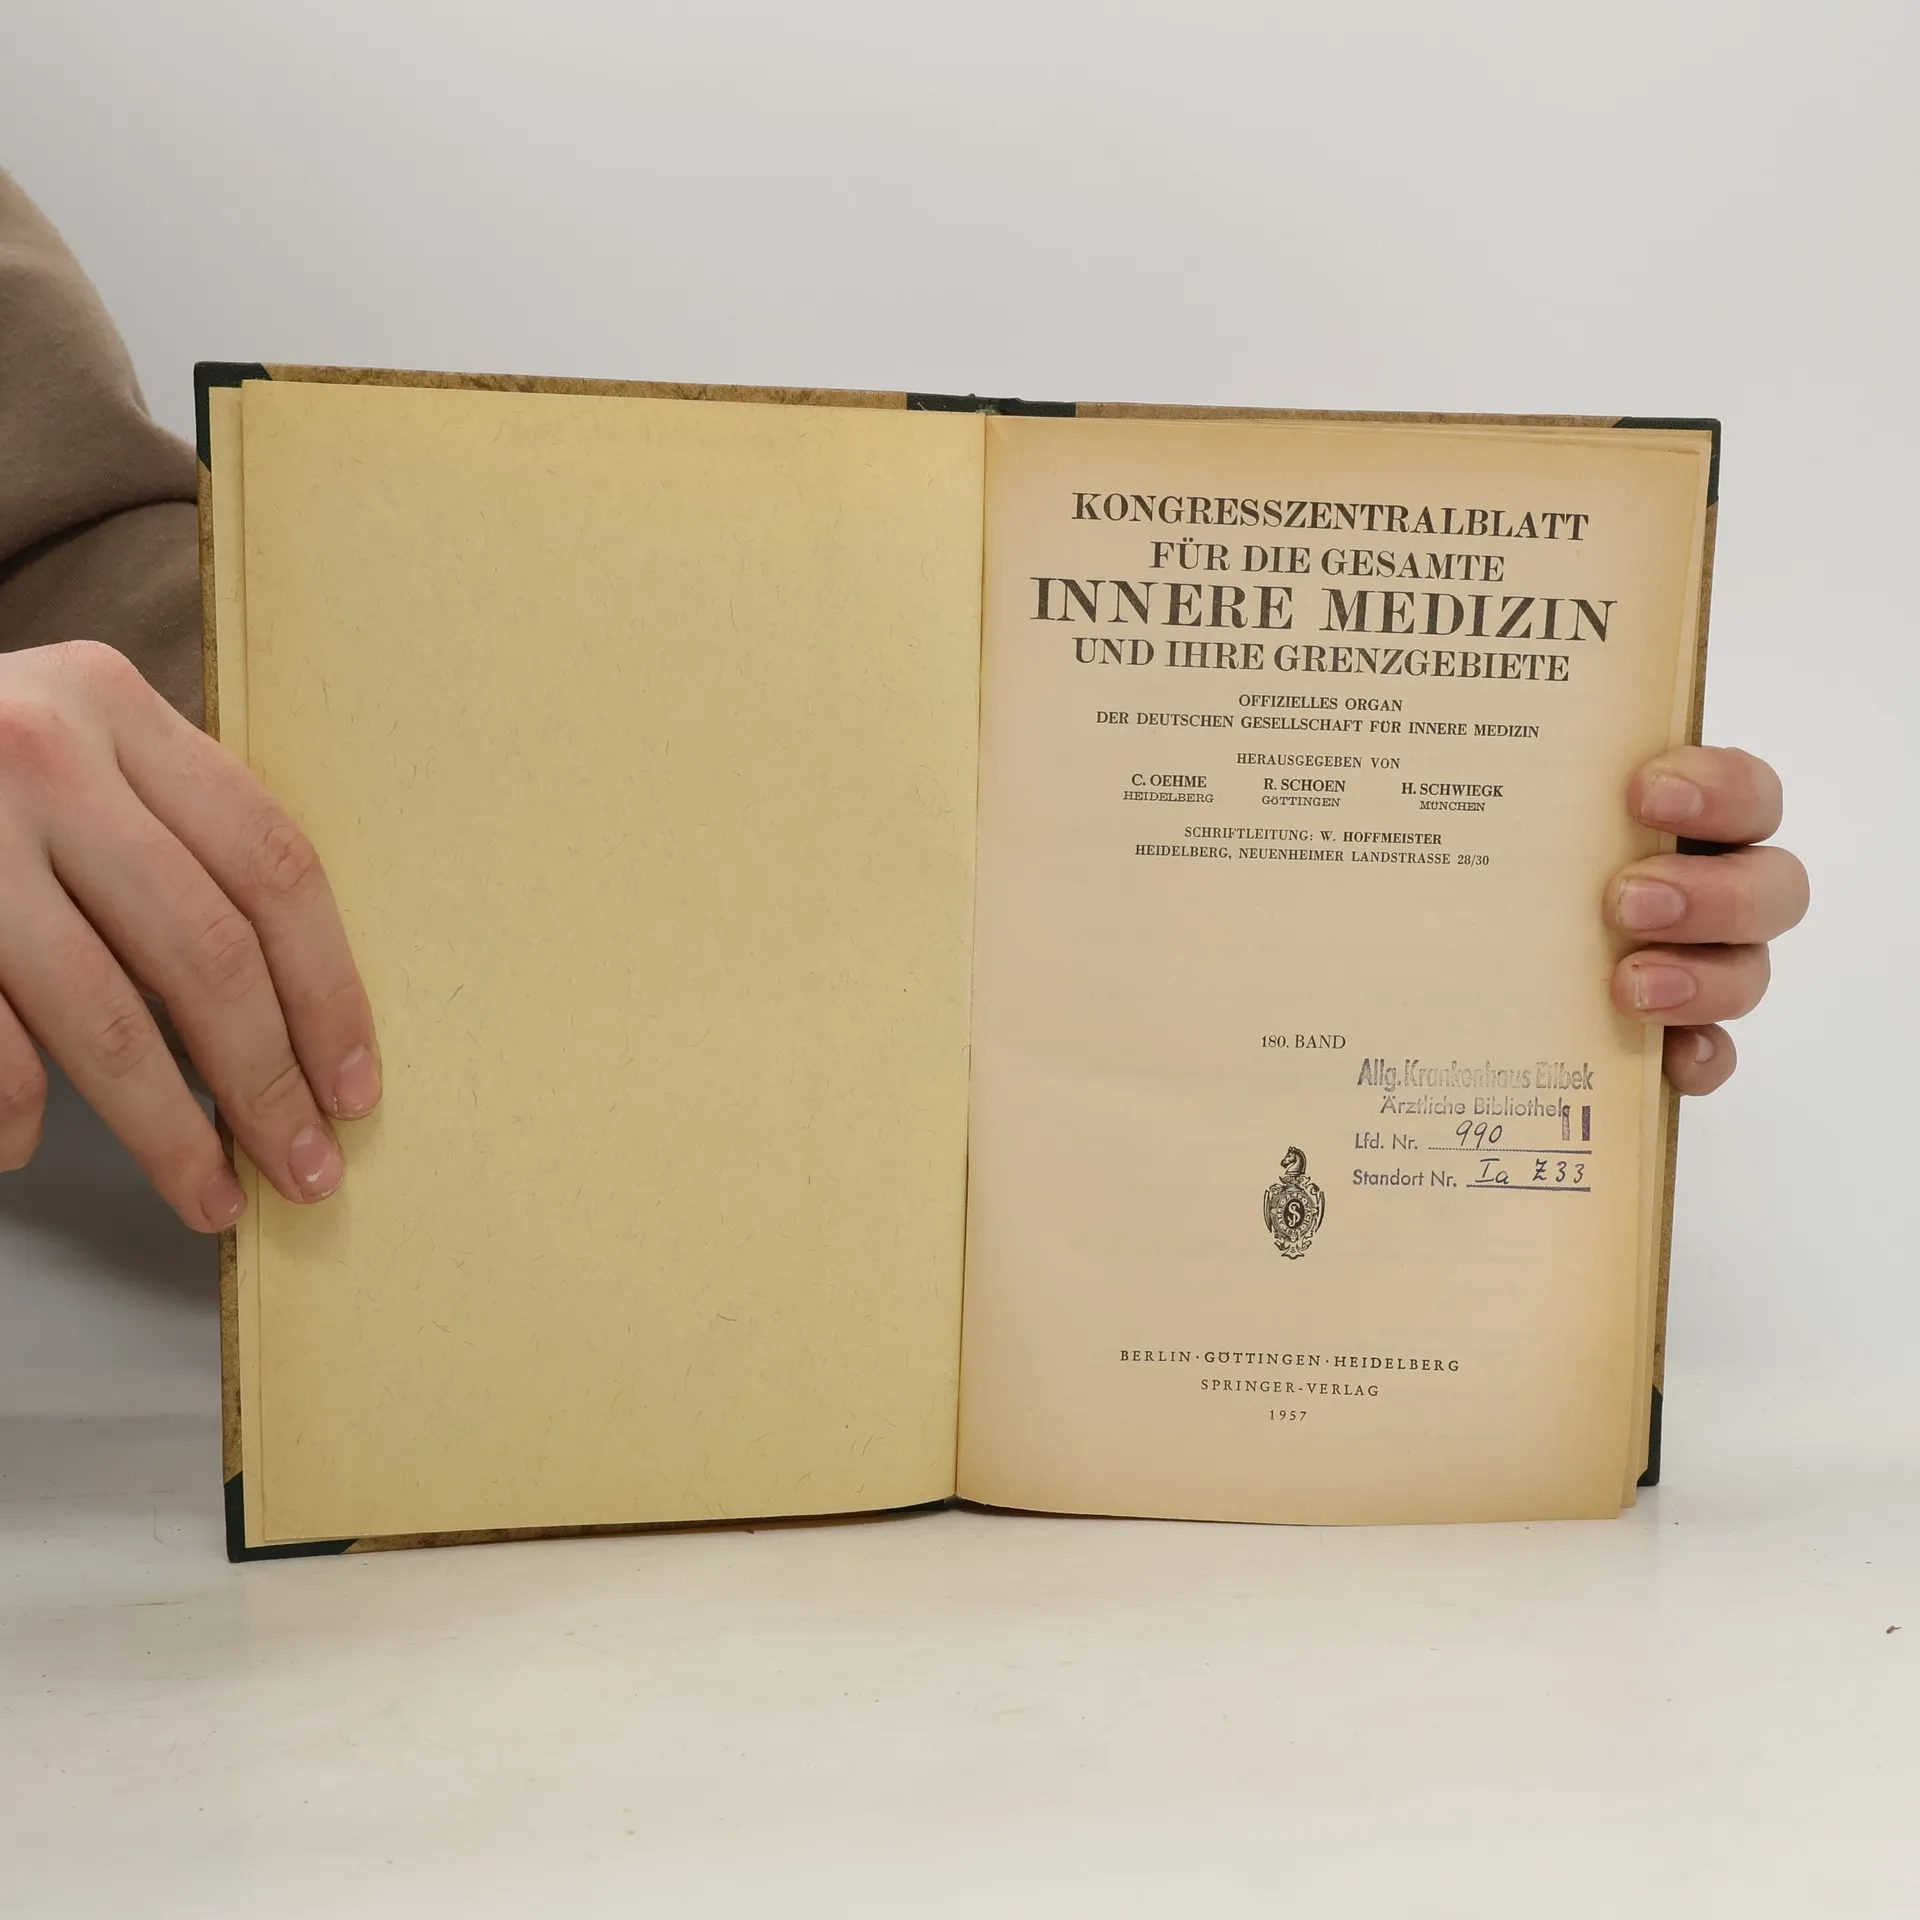 KONGRESSZENTRALBLATT
FÜR DIE GESAMTE
INNERE MEDIZIN
UND IHRE GRENZGEBIETE
OFFIZIELLES ORGAN
DER DEUTSCHEN GESELLSCHAFT FÜR INNERE MEDIZIN
HERAUSGEGEBEN VON
C. OEHME R. SCHOEN H. SCHWIEGK
HEIDELBERG GÖTTINGEN MÜNCHEN
SCHRIFTLEITUNG: W. HOFFMEISTER
HEIDELBERG, NEUENHEIMER LANDSTRASSE 28/30
180. BAND
Allg. Krankenhaus Eilbek
Ärztliche Bibliothek
Lfd. Nr. 990
Standort Nr. Ia Z33
BERLIN · GÖTTINGEN · HEIDELBERG
SPRINGER-VERLAG
1957